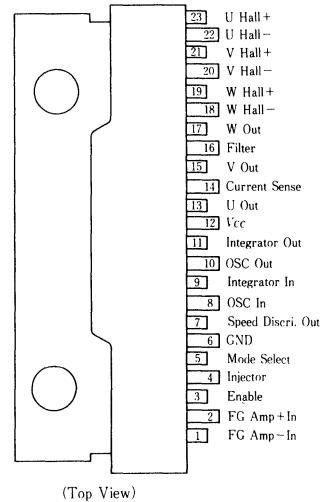 23 U Hall+
22 U Hall−
21 V Hall+
20 V Hall−
19 W Hall+
18 W Hall−
17 W Out
16 Filter
15 V Out
14 Current Sense
13 U Out
12 Vcc
11 Integrator Out
10 OSC Out
9 Integrator In
8 OSC In
7 Speed Discri. Out
6 GND
5 Mode Select
4 Injector
3 Enable
2 FG Amp+In
1 FG Amp−In
(Top View)